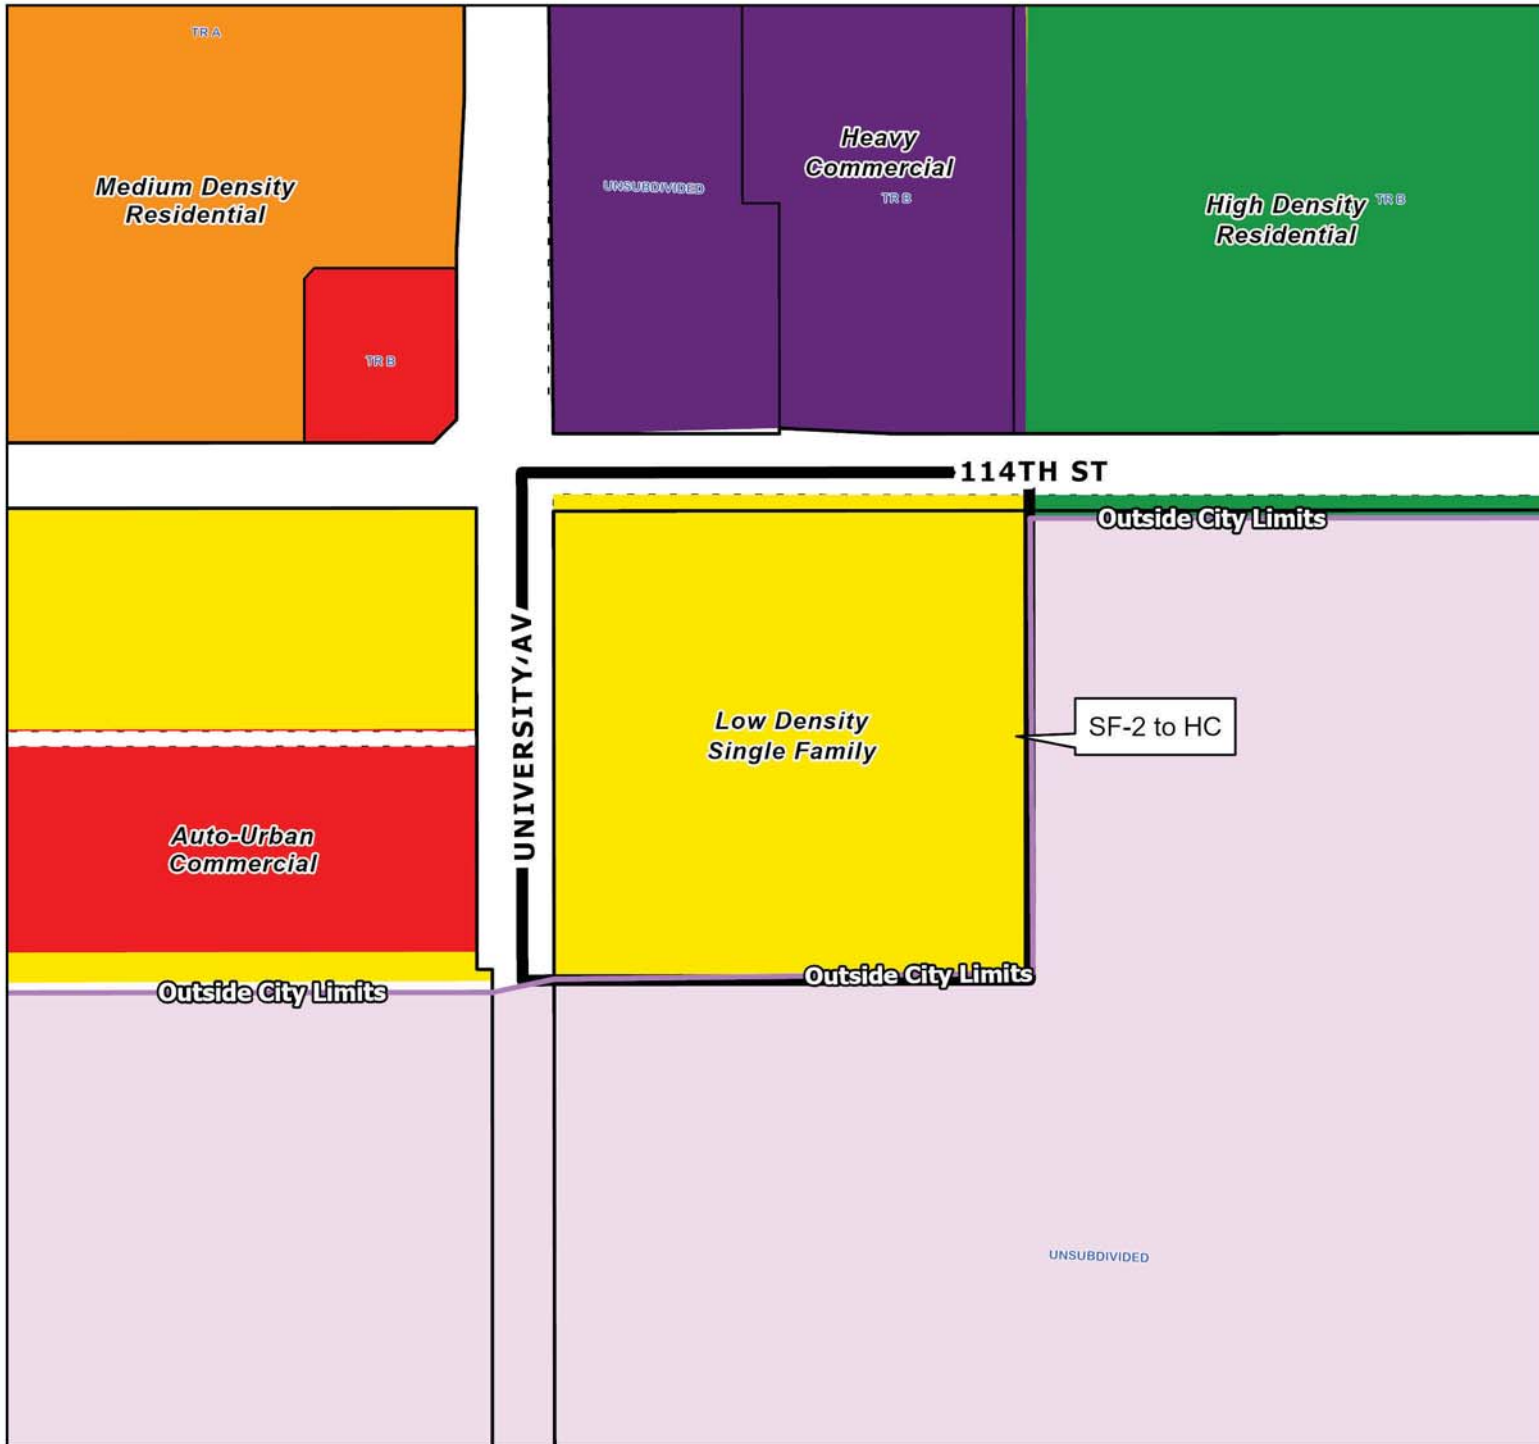 TR A
Medium Density
Residential
TR B
UNSUBDIVIDED
Heavy
Commercial
TR B
High Density
Residential
TR B
114TH ST
Outside City Limits
UNIVERSITY AV
Low Density
Single Family
SF-2 to HC
Auto-Urban
Commercial
Outside City Limits
Outside City Limits
UNSUBDIVIDED